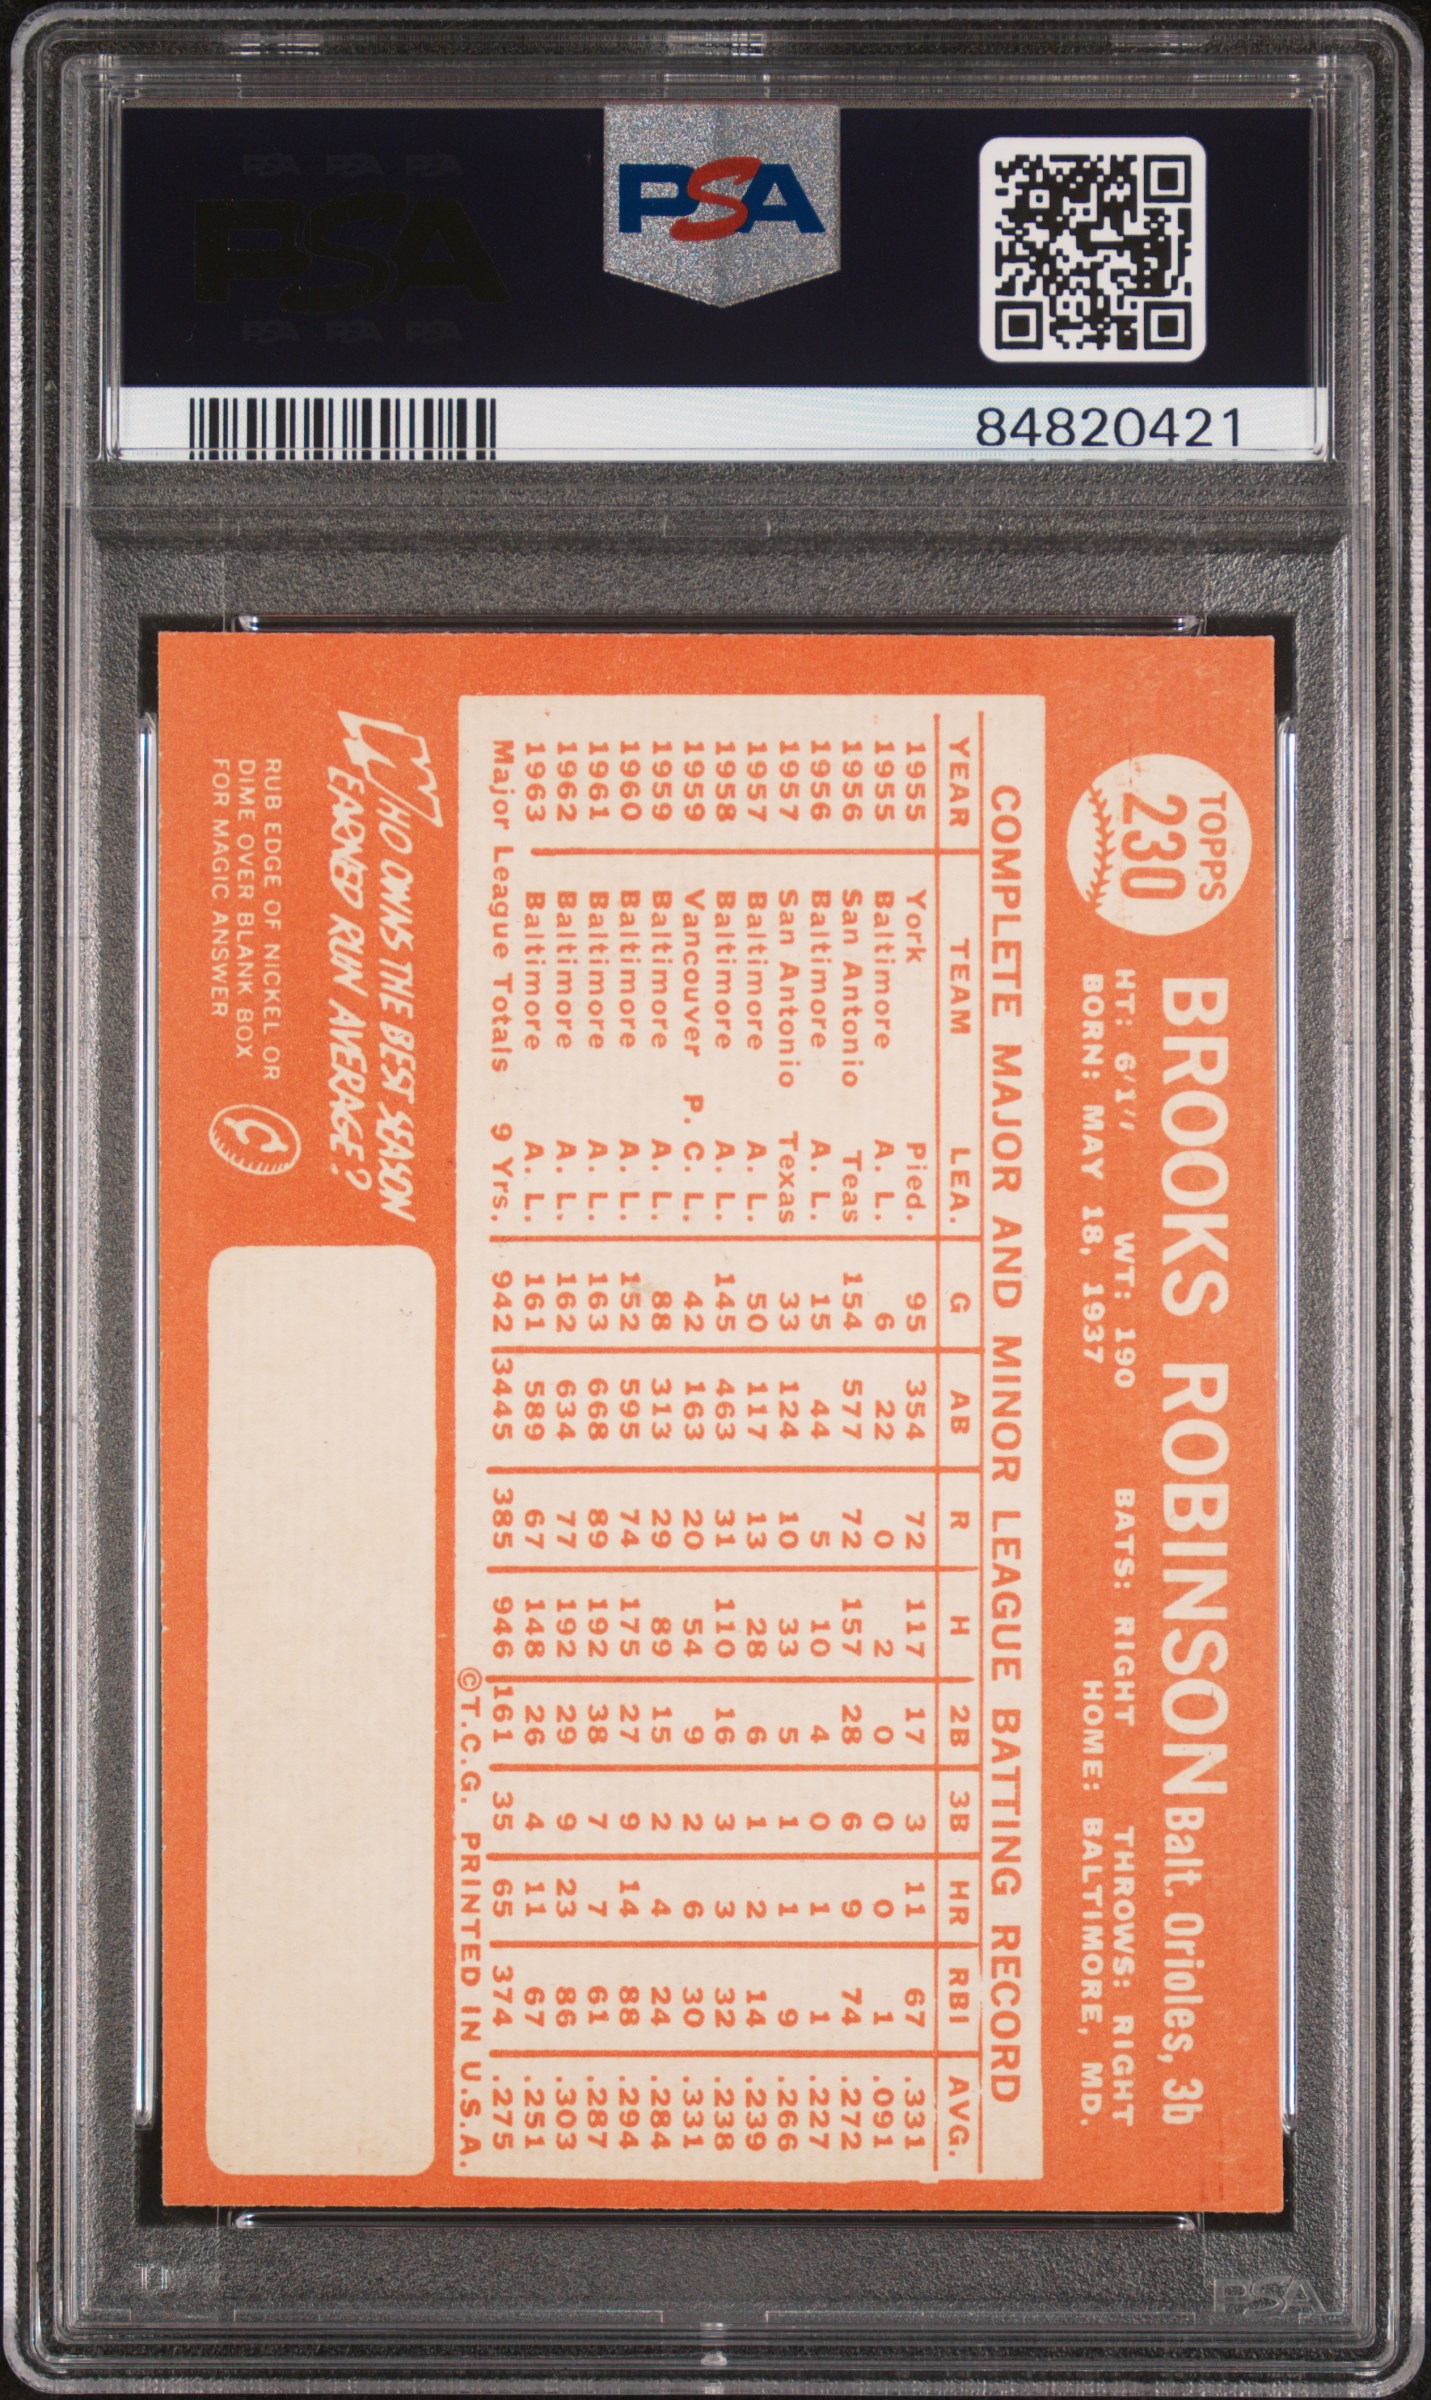 PSA PSA PSA
PSA
PSA PSA PSA
PSA
84820421
TOPPS
230
BROOKS ROBINSON Balt. Orioles, 3b
HT: 6'1" WT: 190 BATS: RIGHT THROWS: RIGHT
BORN: MAY 18, 1937 HOME: BALTIMORE, MD.
COMPLETE MAJOR AND MINOR LEAGUE BATTING RECORD
YEAR TEAM LEA. G AB R H 2B 3B HR RBI AVG.
1955 York Pied. 95 354 72 117 17 3 11 67 .331
1955 Baltimore A. L. 6 22 0 2 0 0 0 1 .091
1956 San Antonio Teas 154 577 72 157 28 6 9 74 .272
1956 Baltimore A. L. 15 44 5 10 4 0 1 1 .227
1957 San Antonio Texas 33 124 10 33 5 1 1 9 .266
1957 Baltimore A. L. 50 117 13 28 6 1 2 14 .239
1958 Baltimore A. L. 145 463 31 110 16 3 3 32 .238
1959 Vancouver P. C. L. 42 163 20 54 9 2 6 30 .331
1959 Baltimore A. L. 88 313 29 89 15 2 4 24 .284
1960 Baltimore A. L. 152 595 74 175 27 9 14 88 .294
1961 Baltimore A. L. 163 668 89 192 38 7 7 61 .287
1962 Baltimore A. L. 162 634 77 192 29 9 23 86 .303
1963 Baltimore A. L. 161 589 67 148 26 4 11 67 .251
Major League Totals 9 Yrs. 942 3445 385 946 161 35 65 374 .275
©T.C.G. PRINTED IN U.S.A.
WHO OWNS THE BEST SEASON
EARNED RUN AVERAGE?
RUB EDGE OF NICKEL OR
DIME OVER BLANK BOX
FOR MAGIC ANSWER
C
PSA